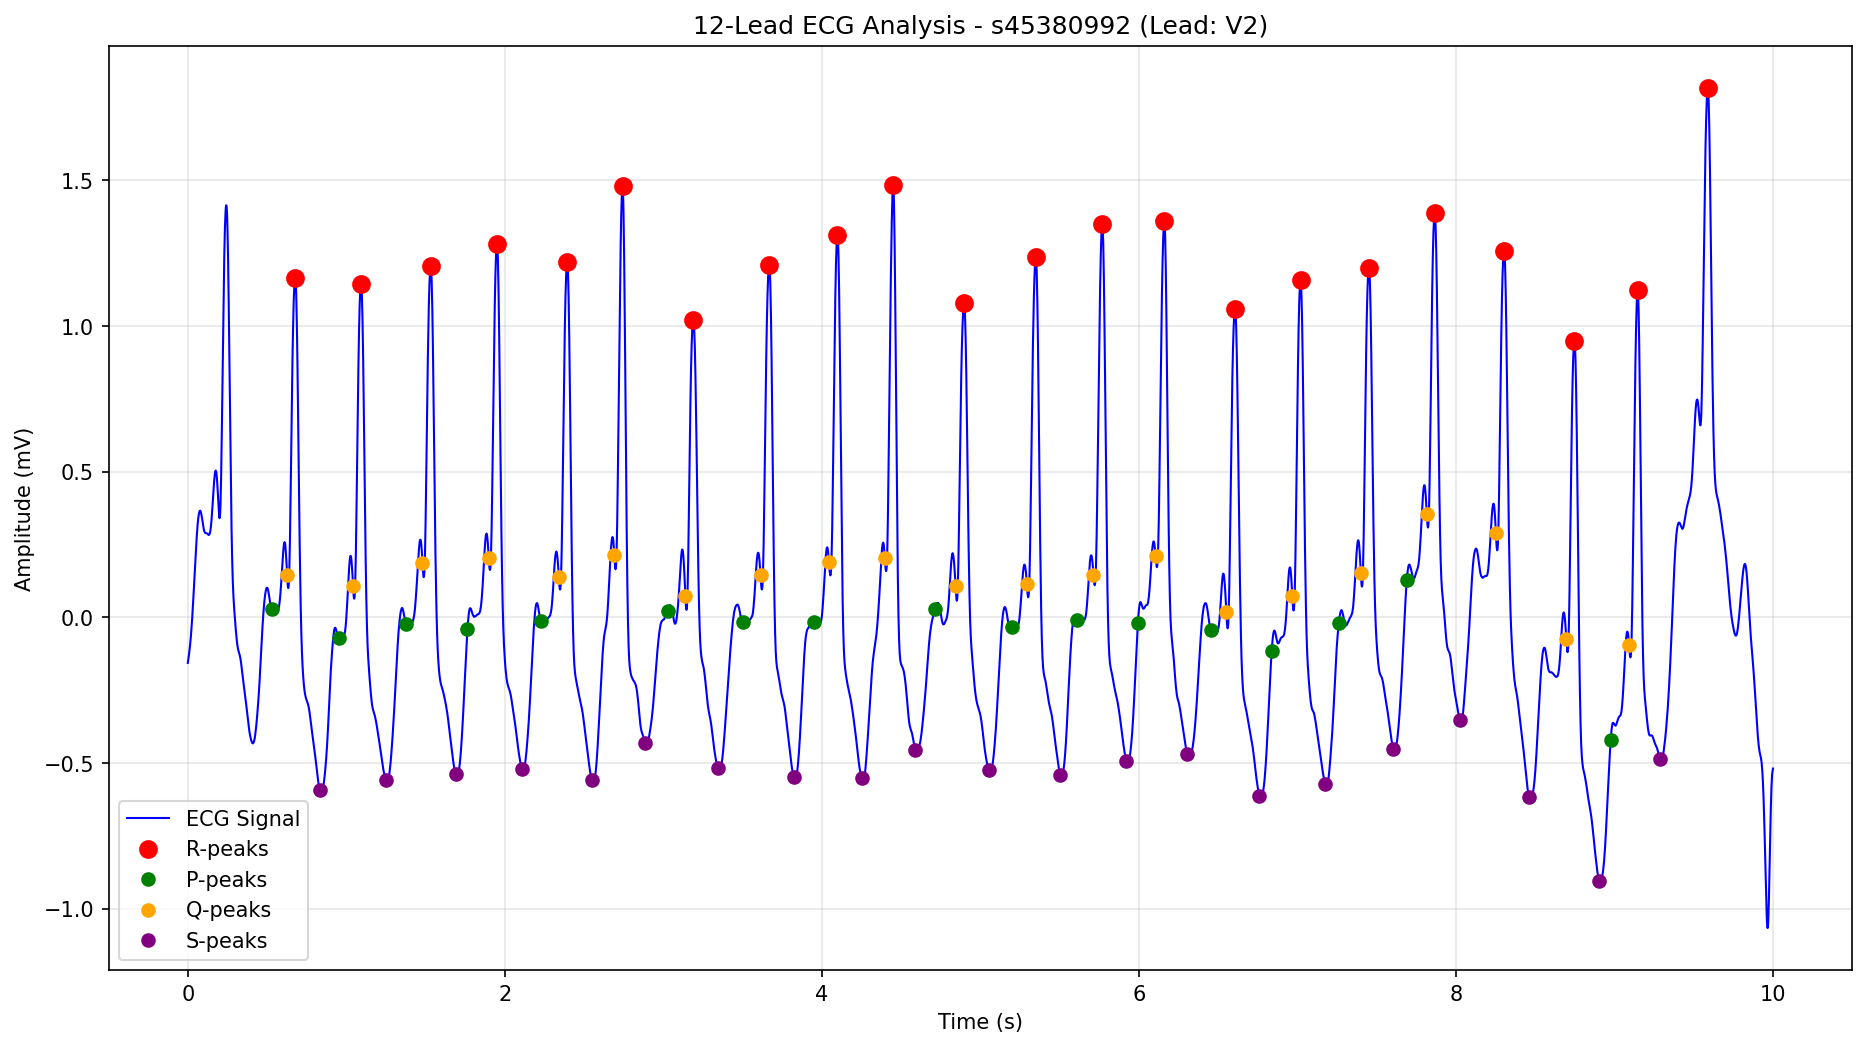 12-Lead ECG Analysis - s45380992 (Lead: V2)
Amplitude (mV)
1.5
1.0
0.5
0.0
−0.5
−1.0
ECG Signal
R-peaks
P-peaks
Q-peaks
S-peaks
0 2 4 6 8 10
Time (s)